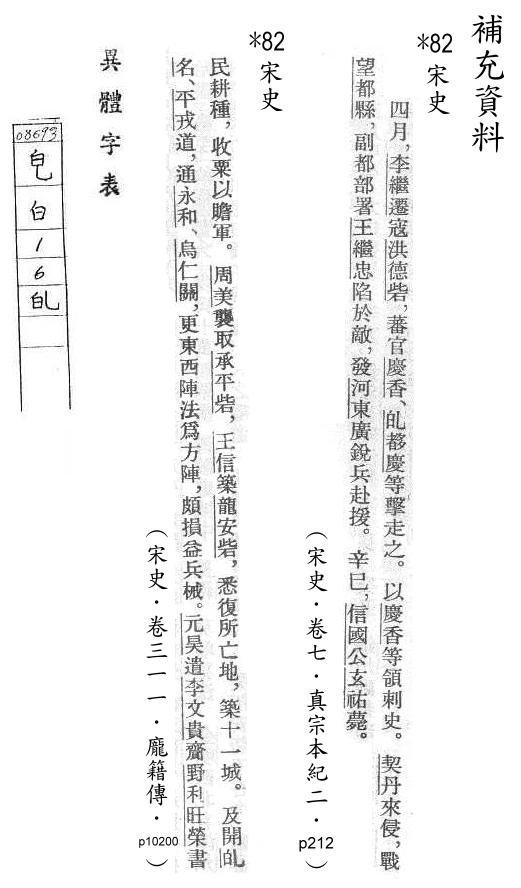 補充資料
*82 宋史
四月，李繼遷寇洪德砦，蕃官慶香、癿慶等擊走之。以慶香等領刺史。契丹來侵，戰
望都縣，副都部署王繼忠陷於敵，發河東廣銳兵赴援。辛巳，信國公玄祐薨。
（宋史．卷七．真宗本紀二．p212）
*82 宋史
民耕種，收粟以贍軍。周美襲取承平砦，王信築龍安砦，悉復所亡地，築十一城。及開癿
名、平戎道，通永和、烏仁關，更東西陣法爲方陣，頗損益兵械。元昊遣李文貴齎野利旺榮書
（宋史．卷三一一．龐籍傳．p10200）
異體字表
08693
白
1
6
癿